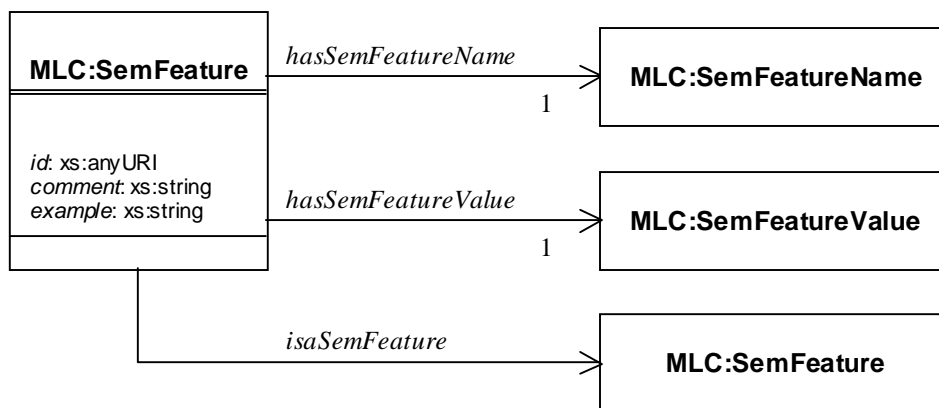 MLC:SemFeature
id: xs:anyURI
comment: xs:string
example: xs:string
hasSemFeatureName
1
MLC:SemFeatureName
hasSemFeatureValue
1
MLC:SemFeatureValue
isaSemFeature
MLC:SemFeature